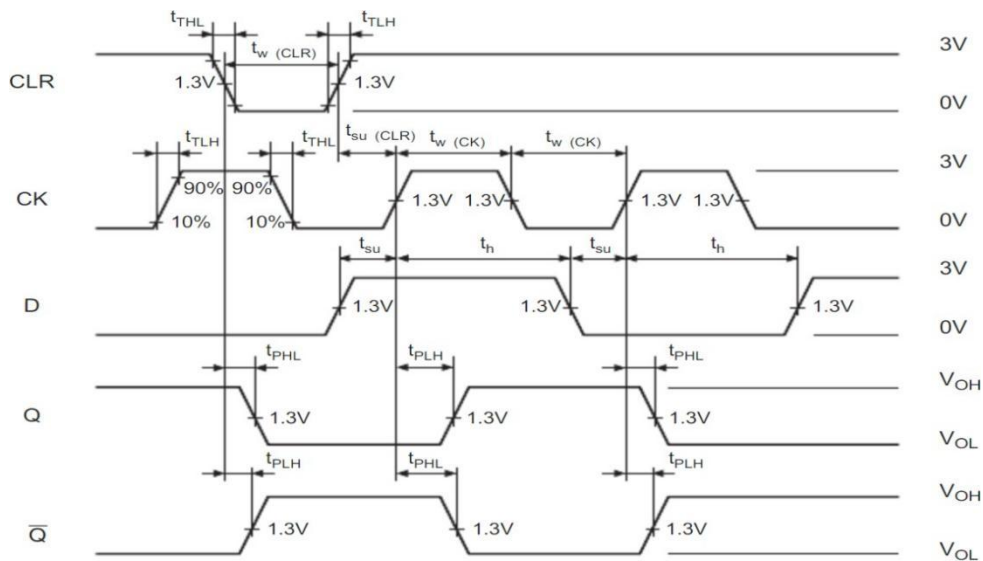 tTHL tTLH
tw (CLR) 3V
CLR 1.3V 1.3V
0V
tTLH tTHL tsu (CLR) tw (CK) tw (CK)
3V
CK 90% 90% 1.3V 1.3V 1.3V 1.3V
10% 10% 0V
tsu th tsu th
3V
D 1.3V 1.3V 1.3V
0V
tPHL tPLH tPHL
VOH
Q 1.3V 1.3V 1.3V
VOL
tPLH tPHL tPLH
VOH
Q̅ 1.3V 1.3V 1.3V
VOL